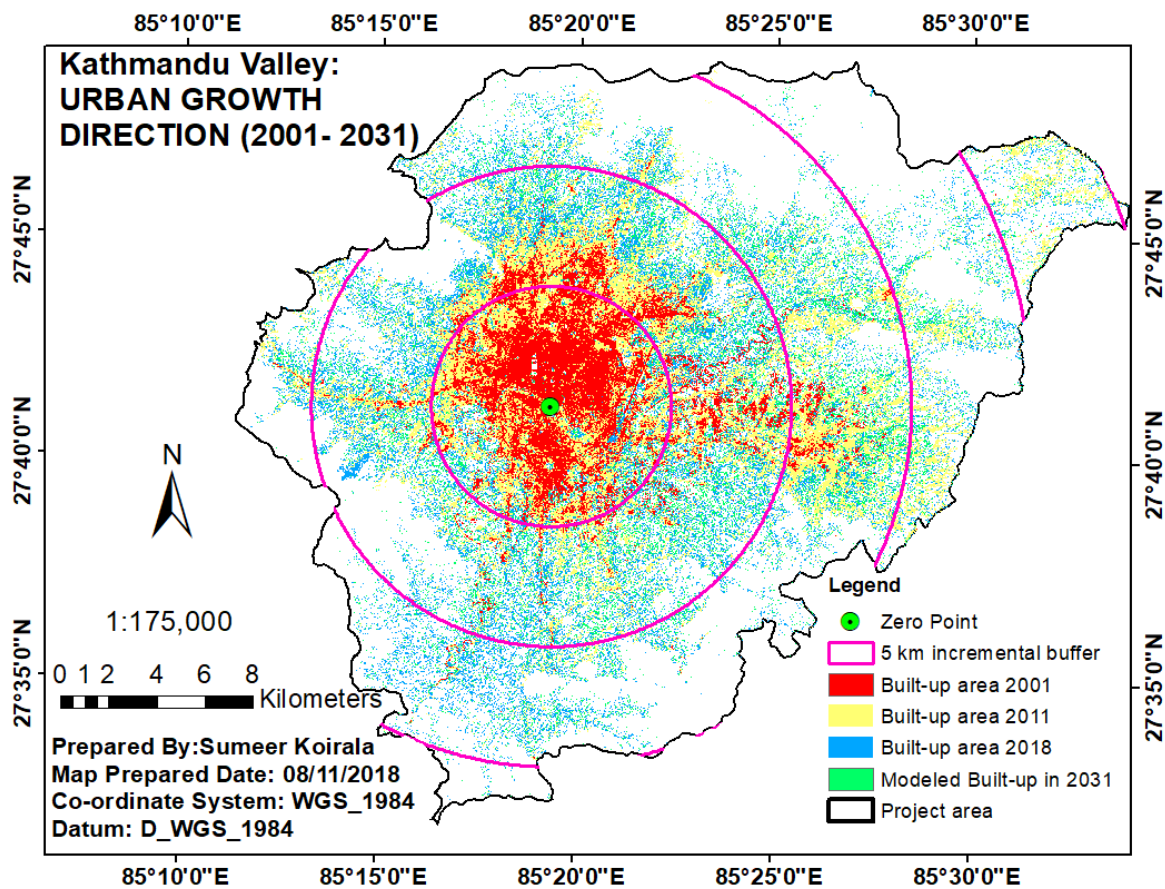 85°10'0"E 85°15'0"E 85°20'0"E 85°25'0"E 85°30'0"E
Kathmandu Valley:
URBAN GROWTH
DIRECTION (2001- 2031)
27°45'0"N
27°40'0"N
27°35'0"N
27°45'0"N
27°40'0"N
27°35'0"N
N
1:175,000
0 1 2 4 6 8
Kilometers
Prepared By:Sumeer Koirala
Map Prepared Date: 08/11/2018
Co-ordinate System: WGS_1984
Datum: D_WGS_1984
Legend
Zero Point
5 km incremental buffer
Built-up area 2001
Built-up area 2011
Built-up area 2018
Modeled Built-up in 2031
Project area
85°10'0"E 85°15'0"E 85°20'0"E 85°25'0"E 85°30'0"E